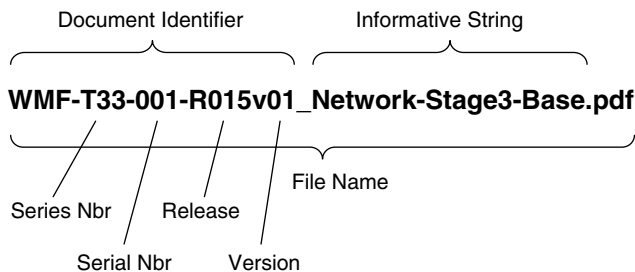 Document Identifier Informative String
WMF-T33-001-R015v01_Network-Stage3-Base.pdf
File Name
Series Nbr Release
Serial Nbr Version